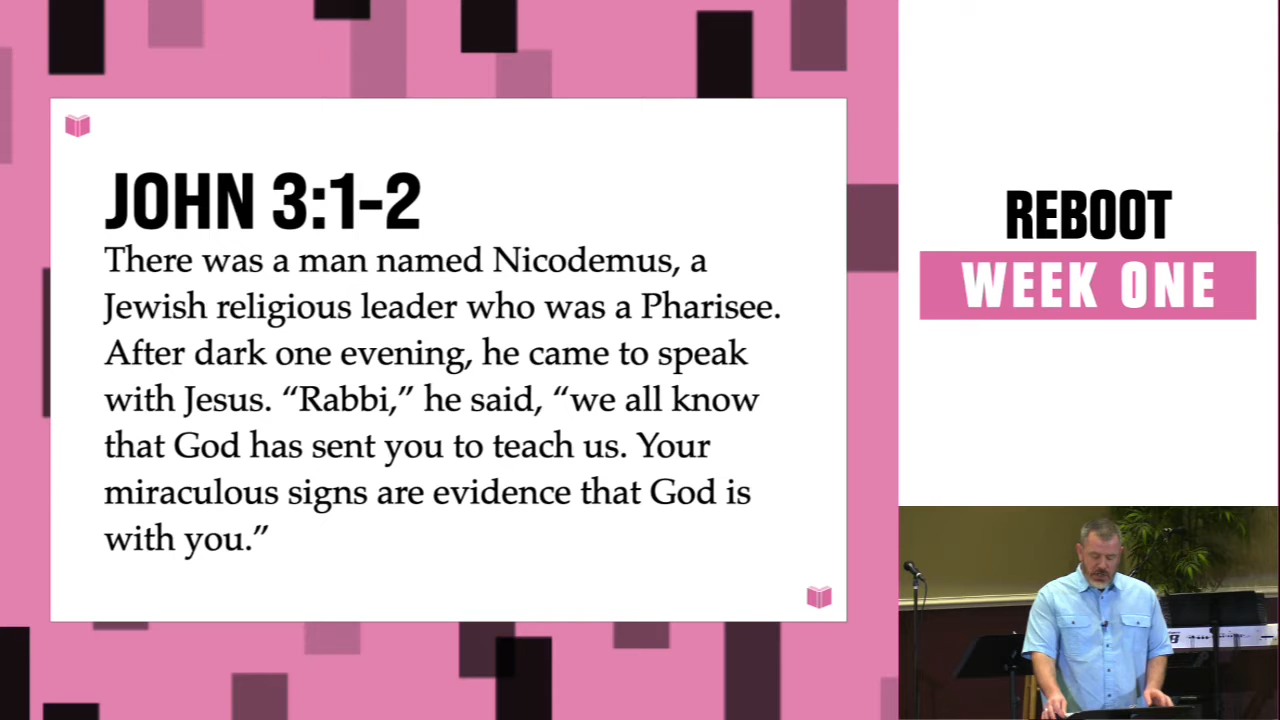 JOHN 3:1-2
There was a man named Nicodemus, a
Jewish religious leader who was a Pharisee.
After dark one evening, he came to speak
with Jesus. “Rabbi,” he said, “we all know
that God has sent you to teach us. Your
miraculous signs are evidence that God is
with you.”
REBOOT
WEEK ONE